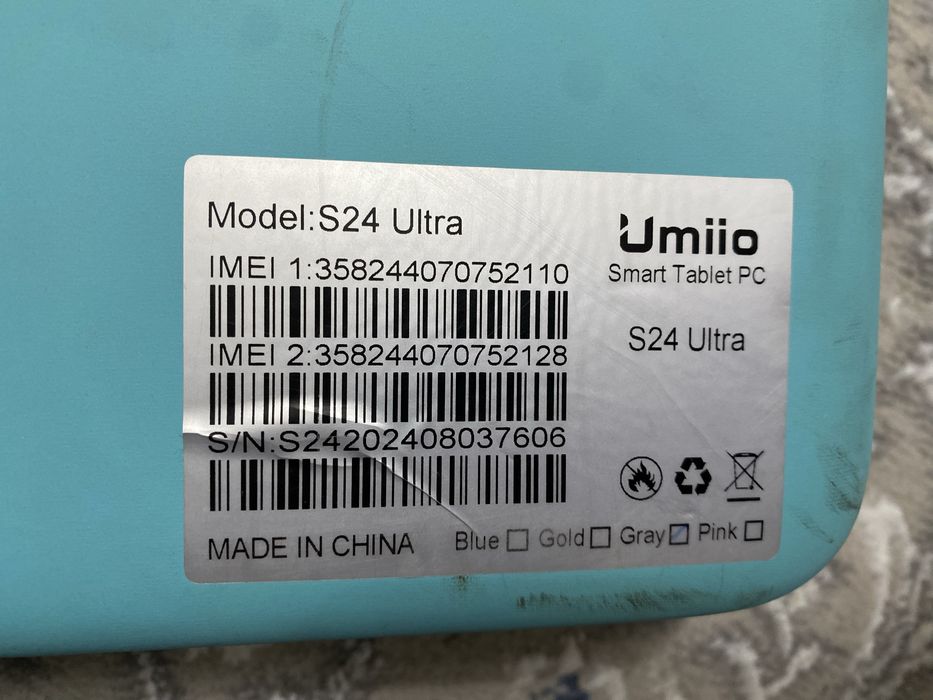 Model:S24 Ultra
IMEI 1:358244070752110
IMEI 2:358244070752128
S/N:S24202408037606
MADE IN CHINA
Umiio
Smart Tablet PC
S24 Ultra
Blue Gold Gray Pink